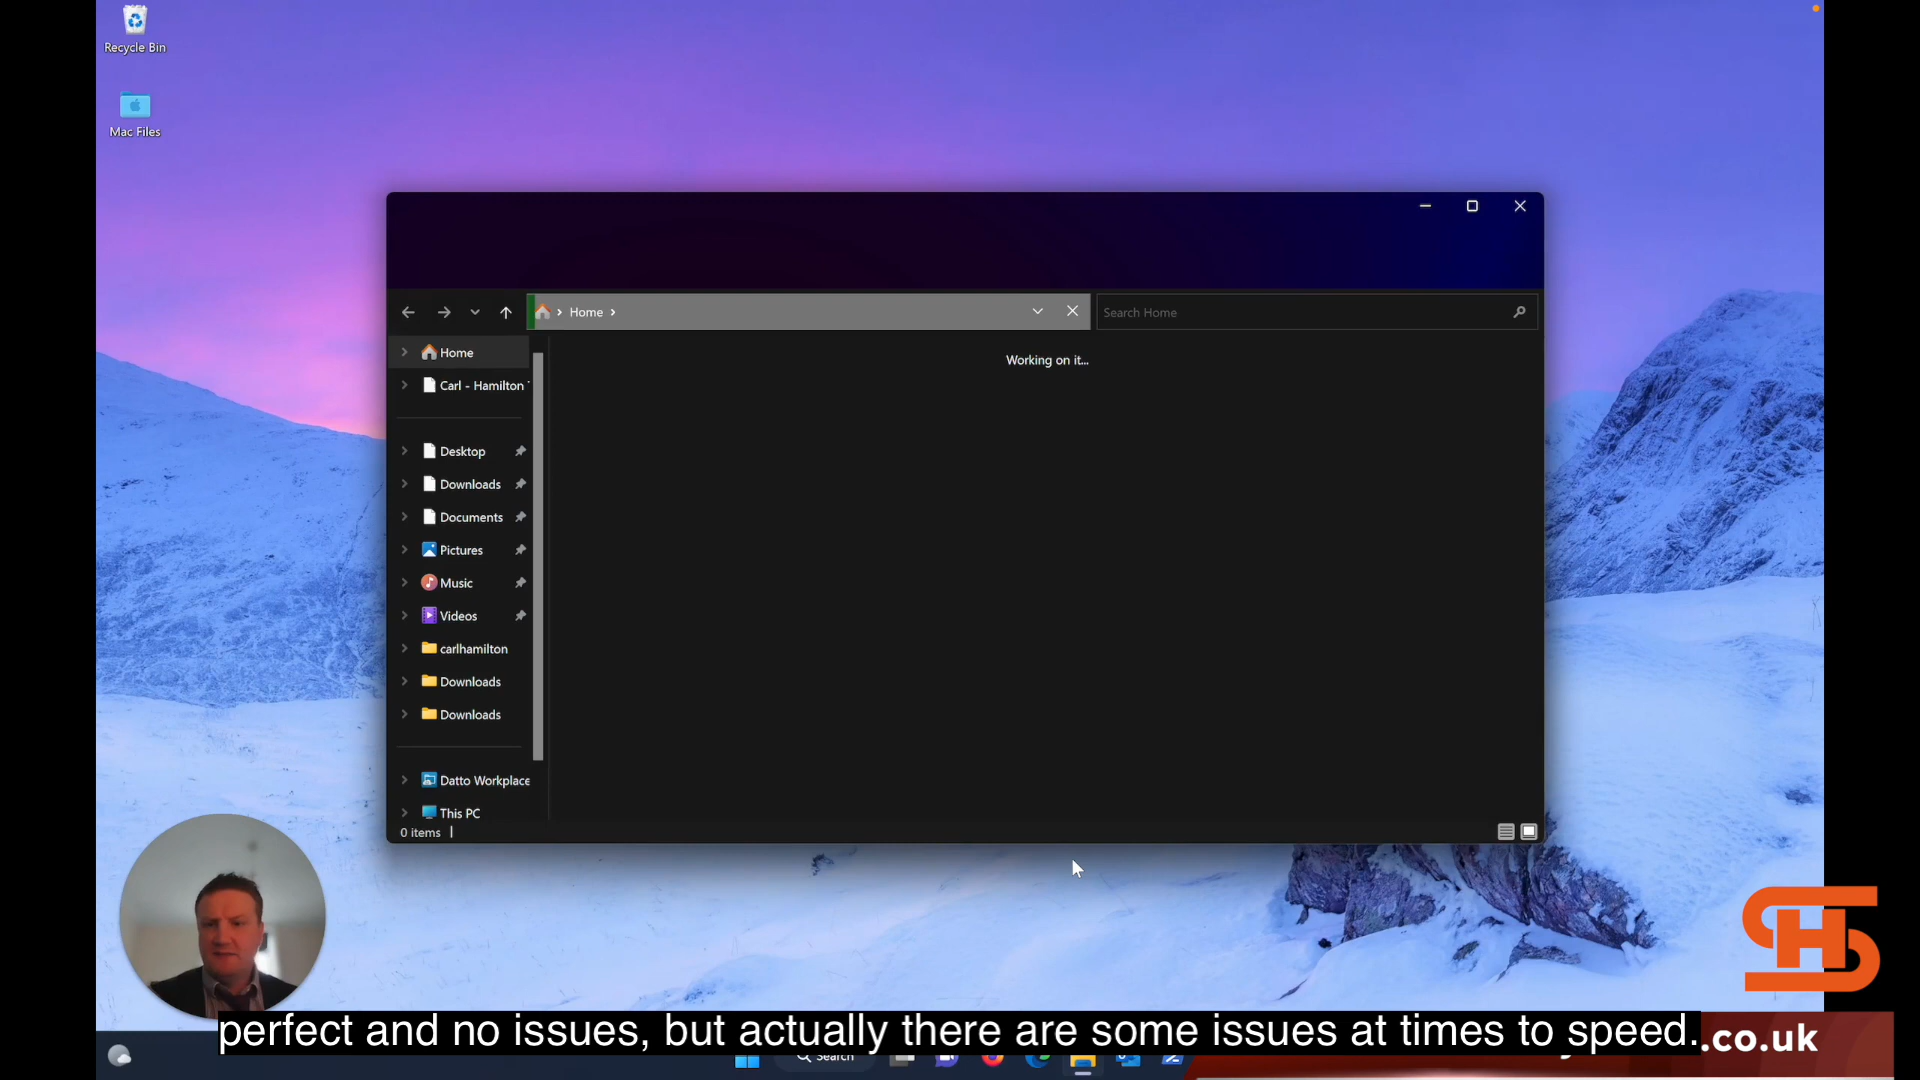 Recycle Bin
Mac Files
Home
Search Home
Home
Working on it...
Carl - Hamilton
Desktop
Downloads
Documents
Pictures
Music
Videos
carlhamilton
Downloads
Downloads
Datto Workplace
This PC
0 items
SH
perfect and no issues, but actually there are some issues at times to speed.
.co.uk
Search